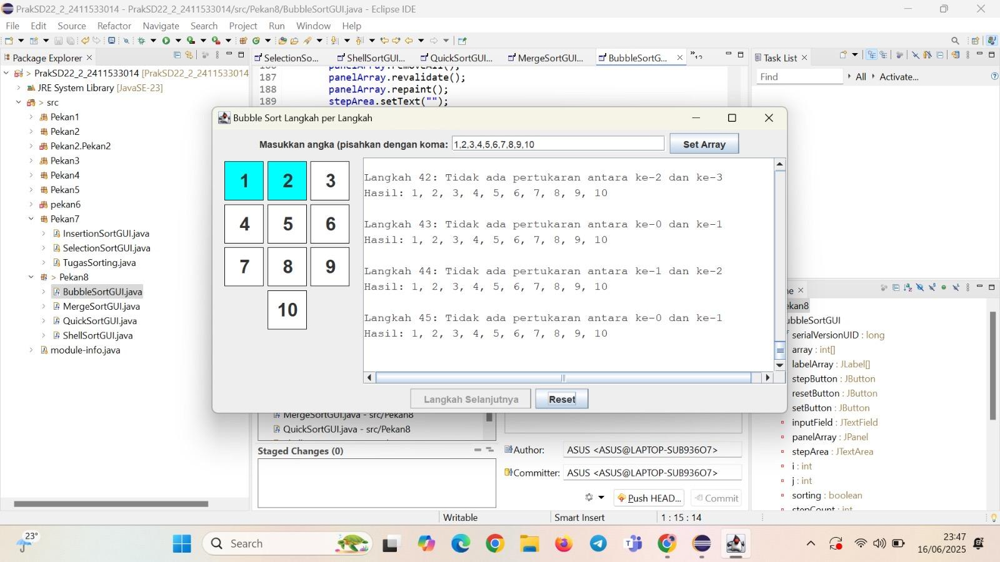 PrakSD22_2_2411533014 - PrakSD22_2_2411533014/src/Pekan8/BubbleSortGUI.java - Eclipse IDE
File Edit Source Refactor Navigate Search Project Run Window Help
Package Explorer
> PrakSD22_2_2411533014 [PrakSD22_2_2411533014
JRE System Library [JavaSE-23]
> src
Pekan1
Pekan2
Pekan2.Pekan2
Pekan3
Pekan4
Pekan5
pekan6
Pekan7
InsertionSortGUI.java
SelectionSortGUI.java
TugasSorting.java
> Pekan8
BubbleSortGUI.java
MergeSortGUI.java
QuickSortGUI.java
ShellSortGUI.java
module-info.java
SelectionSo... ShellSortGUI... QuickSortGUI... MergeSortGUI... BubbleSortG... »12
186 panelArray.removeAll();
187 panelArray.revalidate();
188 panelArray.repaint();
189 stepArea.setText("");
Bubble Sort Langkah per Langkah
Masukkan angka (pisahkan dengan koma: 1,2,3,4,5,6,7,8,9,10 Set Array
1 2 3
4 5 6
7 8 9
10
Langkah 42: Tidak ada pertukaran antara ke-2 dan ke-3
Hasil: 1, 2, 3, 4, 5, 6, 7, 8, 9, 10
Langkah 43: Tidak ada pertukaran antara ke-0 dan ke-1
Hasil: 1, 2, 3, 4, 5, 6, 7, 8, 9, 10
Langkah 44: Tidak ada pertukaran antara ke-1 dan ke-2
Hasil: 1, 2, 3, 4, 5, 6, 7, 8, 9, 10
Langkah 45: Tidak ada pertukaran antara ke-0 dan ke-1
Hasil: 1, 2, 3, 4, 5, 6, 7, 8, 9, 10
Langkah Selanjutnya Reset
MergeSortGUI.java - src/Pekan8
QuickSortGUI.java - src/Pekan8
Staged Changes (0)
Author: ASUS <ASUS@LAPTOP-SUB936O7>
Committer: ASUS <ASUS@LAPTOP-SUB936O7>
Push HEAD... Commit
Task List
Find All Activate...
ne
ekan8
ubbleSortGUI
serialVersionUID : long
array : int[]
labelArray : JLabel[]
stepButton : JButton
resetButton : JButton
setButton : JButton
inputField : JTextField
panelArray : JPanel
stepArea : JTextArea
i : int
j : int
sorting : boolean
stepCount : int
Writable Smart Insert 1 : 15 : 14
23°
Search
23:47
16/06/2025